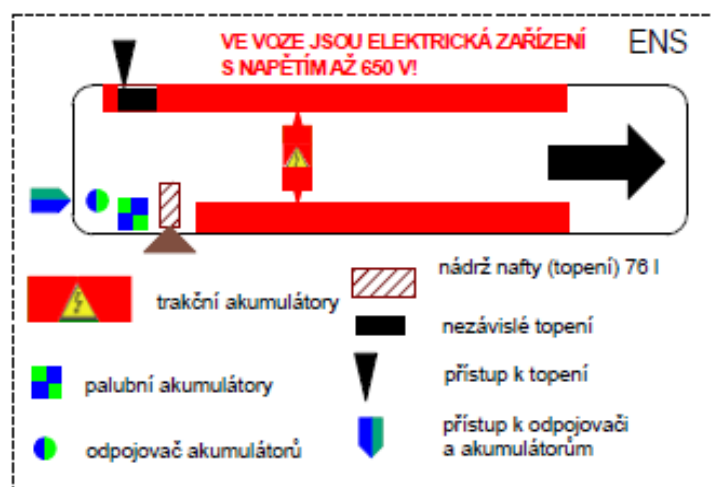 VE VOZE JSOU ELEKTRICKÁ ZAŘÍZENÍ
S NAPĚTÍM AŽ 650 V!
ENS
trakční akumulátory
palubní akumulátory
odpojovač akumulátorů
nádrž nafty (topení) 76 l
nezávislé topení
přístup k topení
přístup k odpojovači
a akumulátorům